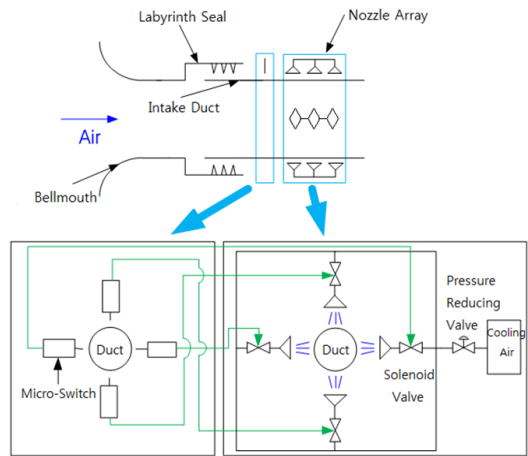 Labyrinth Seal
Nozzle Array
Intake Duct
Air
Bellmouth
Duct
Micro-Switch
Duct
Solenoid
Valve
Pressure
Reducing
Valve
Cooling
Air